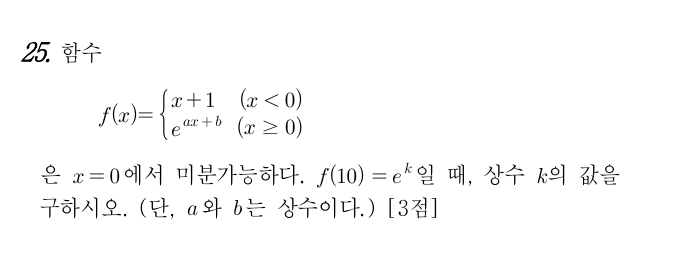 25. 함수
f(x)= { x+1 (x < 0)
e^{ax+b} (x ≥ 0)
은 x=0에서 미분가능하다. f(10)=e^k일 때, 상수 k의 값을
구하시오. (단, a와 b는 상수이다.) [3점]